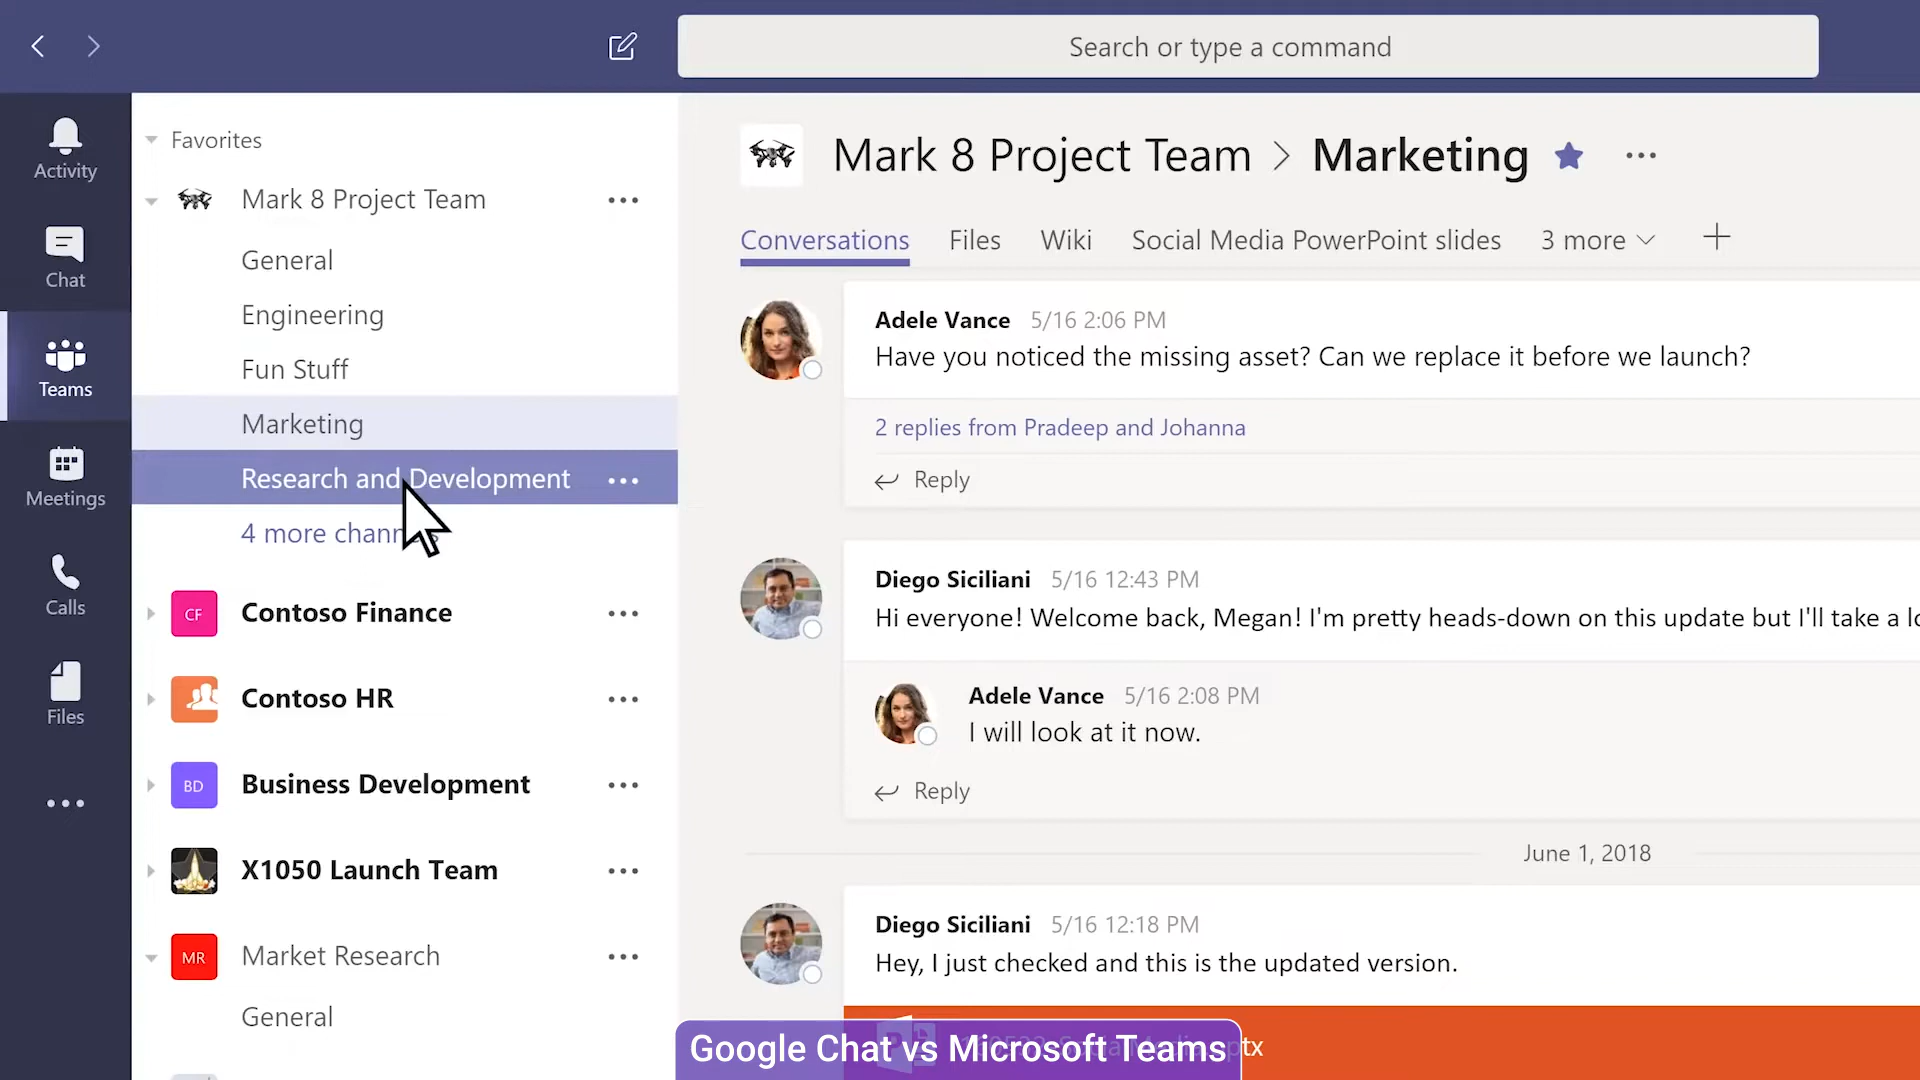 Search or type a command
Activity
Chat
Teams
Meetings
Calls
Files
Favorites
Mark 8 Project Team
General
Engineering
Fun Stuff
Marketing
Research and Development
4 more
Contoso Finance
CF
Contoso HR
Business Development
BD
X1050 Launch Team
Market Research
MR
General
Mark 8 Project Team > Marketing
Conversations Files Wiki Social Media PowerPoint slides 3 more
Adele Vance 5/16 2:06 PM
Have you noticed the missing asset? Can we replace it before we launch?
2 replies from Pradeep and Johanna
Reply
Diego Siciliani 5/16 12:43 PM
Hi everyone! Welcome back, Megan! I'm pretty heads-down on this update but I'll take a
Adele Vance 5/16 2:08 PM
I will look at it now.
Reply
June 1, 2018
Diego Siciliani 5/16 12:18 PM
Hey, I just checked and this is the updated version.
Google Chat vs Microsoft Teams